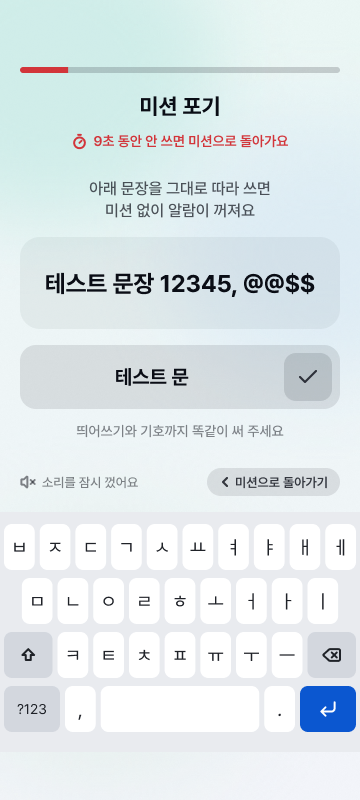 미션 포기
9초 동안 안 쓰면 미션으로 돌아가요
아래 문장을 그대로 따라 쓰면
미션 없이 알람이 꺼져요
테스트 문장 12345, @@$$
테스트 문
띄어쓰기와 기호까지 똑같이 써 주세요
소리를 잠시 껐어요
미션으로 돌아가기
ㅂ ㅈ ㄷ ㄱ ㅅ ㅛ ㅕ ㅑ ㅐ ㅔ
ㅁ ㄴ ㅇ ㄹ ㅎ ㅗ ㅓ ㅏ ㅣ
ㅋ ㅌ ㅊ ㅍ ㅠ ㅜ ㅡ
?123 , .